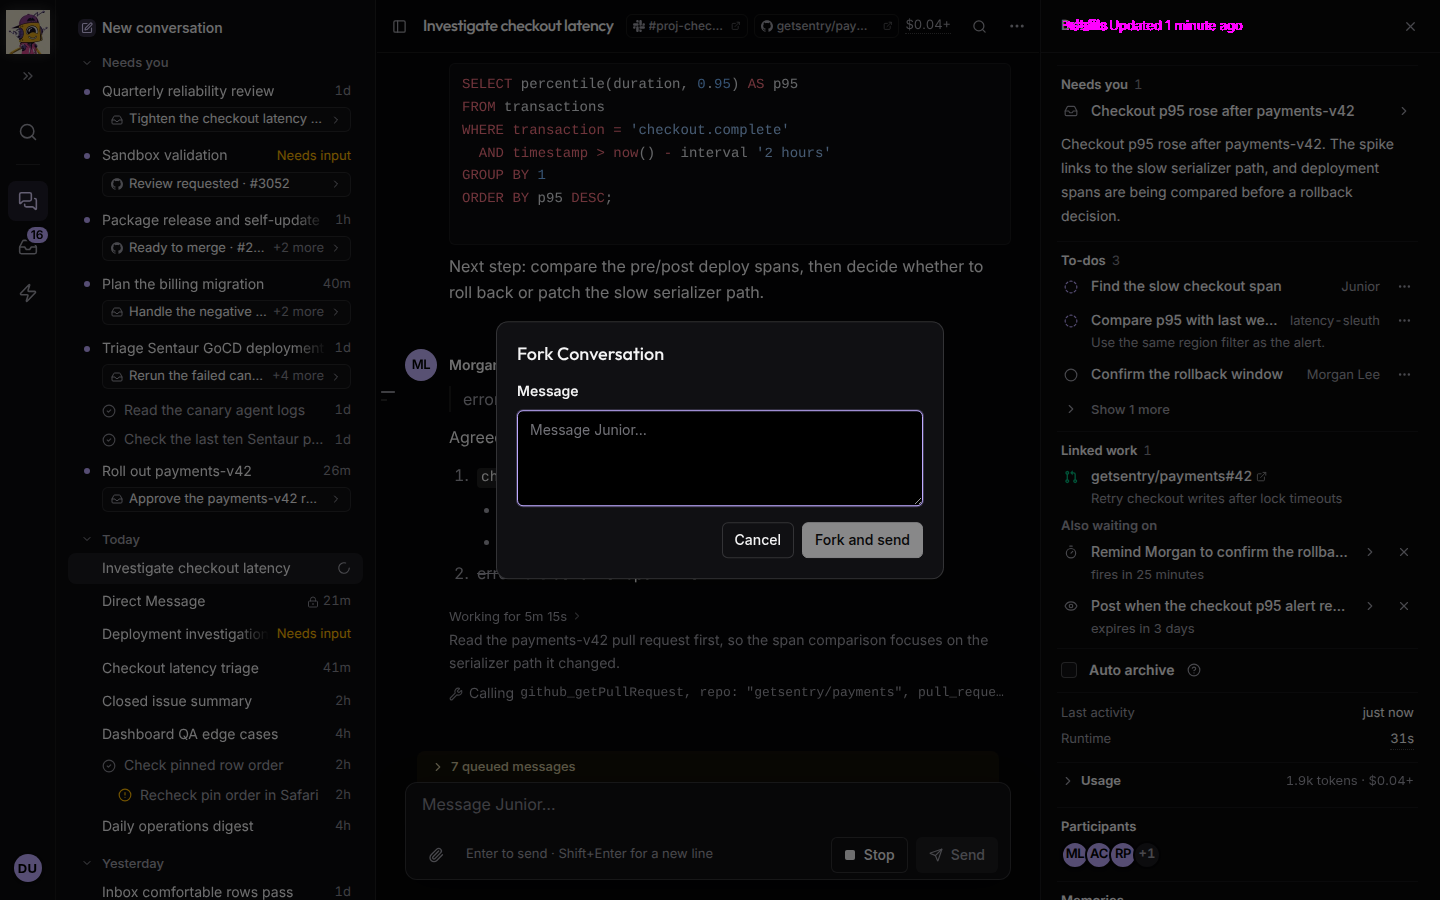 New conversation
Needs you
Quarterly reliability review 1d
Tighten the checkout latency ...
Sandbox validation Needs input
Review requested · #3052
Package release and self-update 1h
Ready to merge · #2... +2 more
Plan the billing migration 40m
Handle the negative ... +2 more
Triage Sentaur GoCD deployment 1d
Rerun the failed can... +4 more
Read the canary agent logs 1d
Check the last ten Sentaur p... 1d
Roll out payments-v42 26m
Approve the payments-v42 r...
Today
Investigate checkout latency
Direct Message 21m
Deployment investigation Needs input
Checkout latency triage 41m
Closed issue summary 2h
Dashboard QA edge cases 4h
Check pinned row order 2h
Recheck pin order in Safari 2h
Daily operations digest 4h
Yesterday
Inbox comfortable rows pass 1d
16
DU
Investigate checkout latency #proj-chec... getsentry/pay... $0.04+
SELECT percentile(duration, 0.95) AS p95
FROM transactions
WHERE transaction = 'checkout.complete'
AND timestamp > now() - interval '2 hours'
GROUP BY 1
ORDER BY p95 DESC;
Next step: compare the pre/post deploy spans, then decide whether to
roll back or patch the slow serializer path.
ML Morgan
Agree
1.
2.
Fork Conversation
Message
Message Junior...
Cancel Fork and send
Working for 5m 15s
Read the payments-v42 pull request first, so the span comparison focuses on the
serializer path it changed.
Calling github_getPullRequest, repo: "getsentry/payments", pull_reque...
7 queued messages
Message Junior...
Enter to send · Shift+Enter for a new line
Stop Send
Updated 1 minute ago
Needs you 1
Checkout p95 rose after payments-v42
Checkout p95 rose after payments-v42. The spike
links to the slow serializer path, and deployment
spans are being compared before a rollback
decision.
To-dos 3
Find the slow checkout span Junior
Compare p95 with last we... latency-sleuth
Use the same region filter as the alert.
Confirm the rollback window Morgan Lee
Show 1 more
Linked work 1
getsentry/payments#42
Retry checkout writes after lock timeouts
Also waiting on
Remind Morgan to confirm the rollba...
fires in 25 minutes
Post when the checkout p95 alert re...
expires in 3 days
Auto archive
Last activity just now
Runtime 31s
Usage 1.9k tokens · $0.04+
Participants
ML AC RP +1